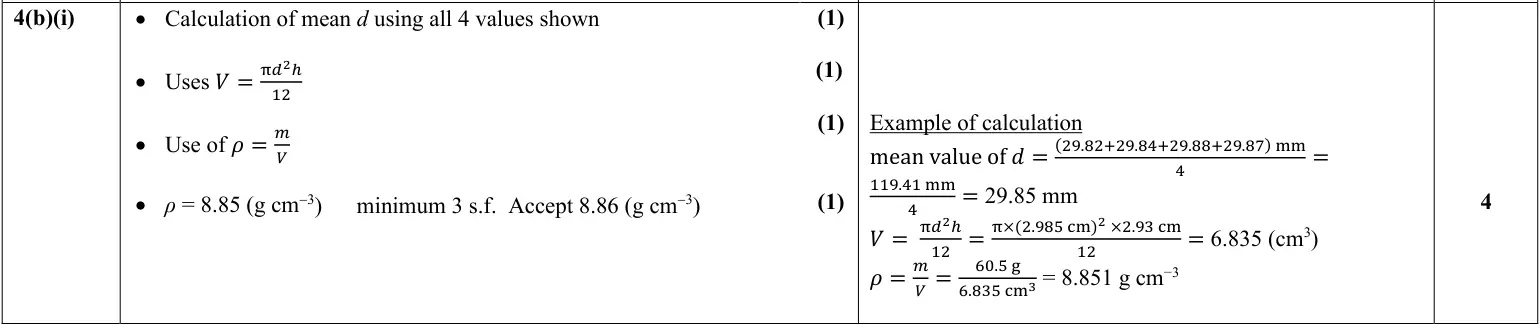 4(b)(i)
• Calculation of mean d using all 4 values shown (1)
• Uses V = πd²h/12 (1)
• Use of ρ = m/V (1)
• ρ = 8.85 (g cm⁻³) minimum 3 s.f. Accept 8.86 (g cm⁻³) (1)
Example of calculation
mean value of d = (29.82+29.84+29.88+29.87) mm/4 =
119.41 mm/4 = 29.85 mm
V = πd²h/12 = π×(2.985 cm)² ×2.93 cm/12 = 6.835 (cm³)
ρ = m/V = 60.5 g/6.835 cm³ = 8.851 g cm⁻³
4